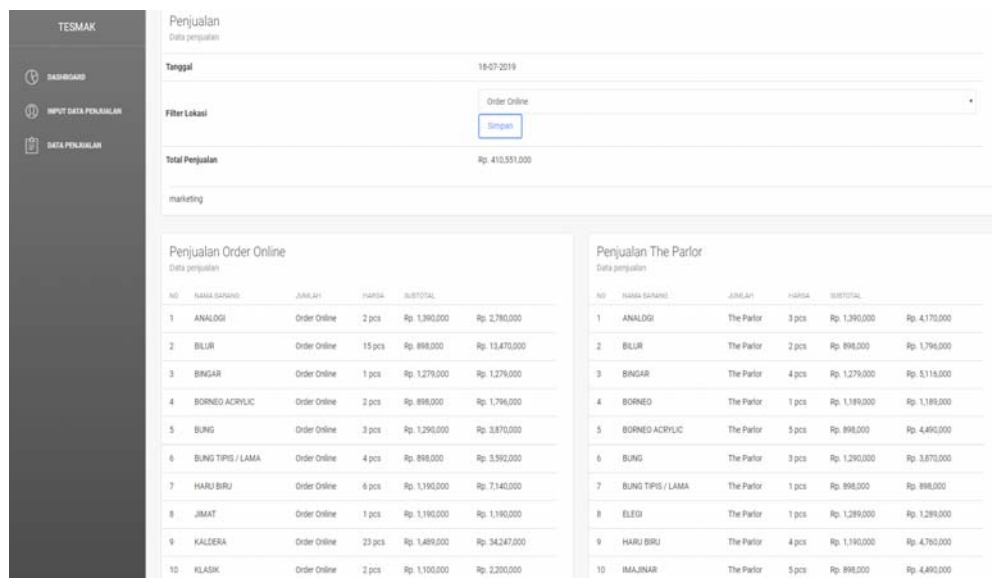 TESMAK
DASHBOARD
INPUT DATA PENJUALAN
DATA PENJUALAN
Penjualan
Data penjualan
Tanggal 18-07-2019
Filter Lokasi Order Online
Simpan
Total Penjualan Rp. 410,551,000
marketing
Penjualan Order Online
Data penjualan
NO NAMA BARANG JUMLAH HARGA SUBTOTAL
1 ANALOGI Order Online 2 pcs Rp. 1,390,000 Rp. 2,780,000
2 BILUR Order Online 15 pcs Rp. 898,000 Rp. 13,470,000
3 BINGAR Order Online 1 pcs Rp. 1,279,000 Rp. 1,279,000
4 BORNEO ACRYLIC Order Online 2 pcs Rp. 898,000 Rp. 1,796,000
5 BUNG Order Online 3 pcs Rp. 1,290,000 Rp. 3,870,000
6 BUNG TIPIS / LAMA Order Online 4 pcs Rp. 898,000 Rp. 3,592,000
7 HARU BIRU Order Online 6 pcs Rp. 1,190,000 Rp. 7,140,000
8 JIMAT Order Online 1 pcs Rp. 1,190,000 Rp. 1,190,000
9 KALDERA Order Online 23 pcs Rp. 1,489,000 Rp. 34,247,000
10 KLASIK Order Online 2 pcs Rp. 1,100,000 Rp. 2,200,000
Penjualan The Parlor
Data penjualan
NO NAMA BARANG JUMLAH HARGA SUBTOTAL
1 ANALOGI The Parlor 3 pcs Rp. 1,390,000 Rp. 4,170,000
2 BILUR The Parlor 2 pcs Rp. 898,000 Rp. 1,796,000
3 BINGAR The Parlor 4 pcs Rp. 1,279,000 Rp. 5,116,000
4 BORNEO The Parlor 1 pcs Rp. 1,189,000 Rp. 1,189,000
5 BORNEO ACRYLIC The Parlor 5 pcs Rp. 898,000 Rp. 4,490,000
6 BUNG The Parlor 3 pcs Rp. 1,290,000 Rp. 3,870,000
7 BUNG TIPIS / LAMA The Parlor 1 pcs Rp. 898,000 Rp. 898,000
8 ELEGI The Parlor 1 pcs Rp. 1,289,000 Rp. 1,289,000
9 HARU BIRU The Parlor 4 pcs Rp. 1,190,000 Rp. 4,760,000
10 IMAJINAR The Parlor 5 pcs Rp. 898,000 Rp. 4,490,000